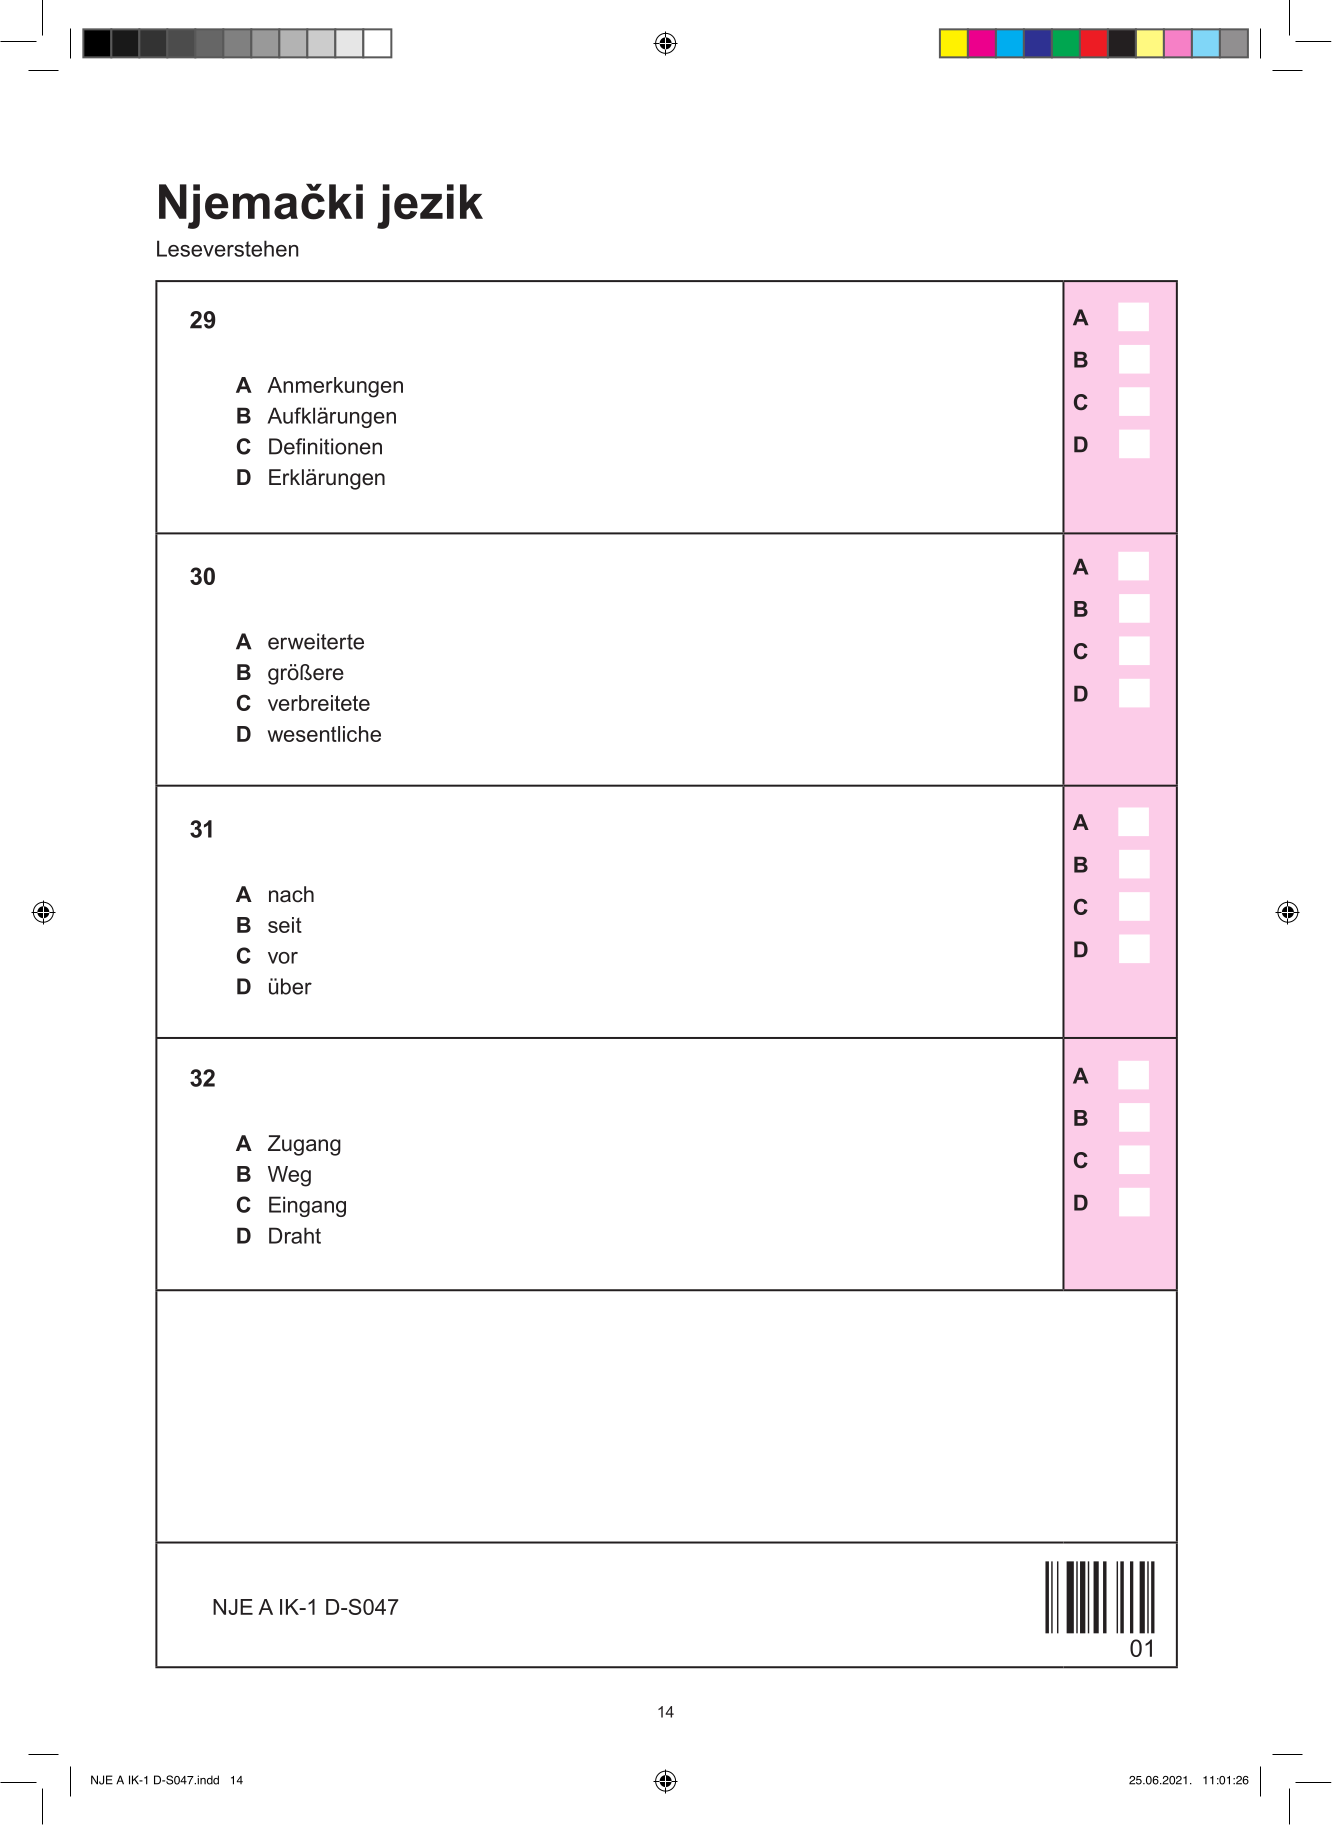 Njemački jezik
Leseverstehen
29
A Anmerkungen
B Aufklärungen
C Definitionen
D Erklärungen
A
B
C
D
30
A erweiterte
B größere
C verbreitete
D wesentliche
A
B
C
D
31
A nach
B seit
C vor
D über
A
B
C
D
32
A Zugang
B Weg
C Eingang
D Draht
A
B
C
D
NJE A IK-1 D-S047
01
14
NJE A IK-1 D-S047.indd 14
25.06.2021. 11:01:26